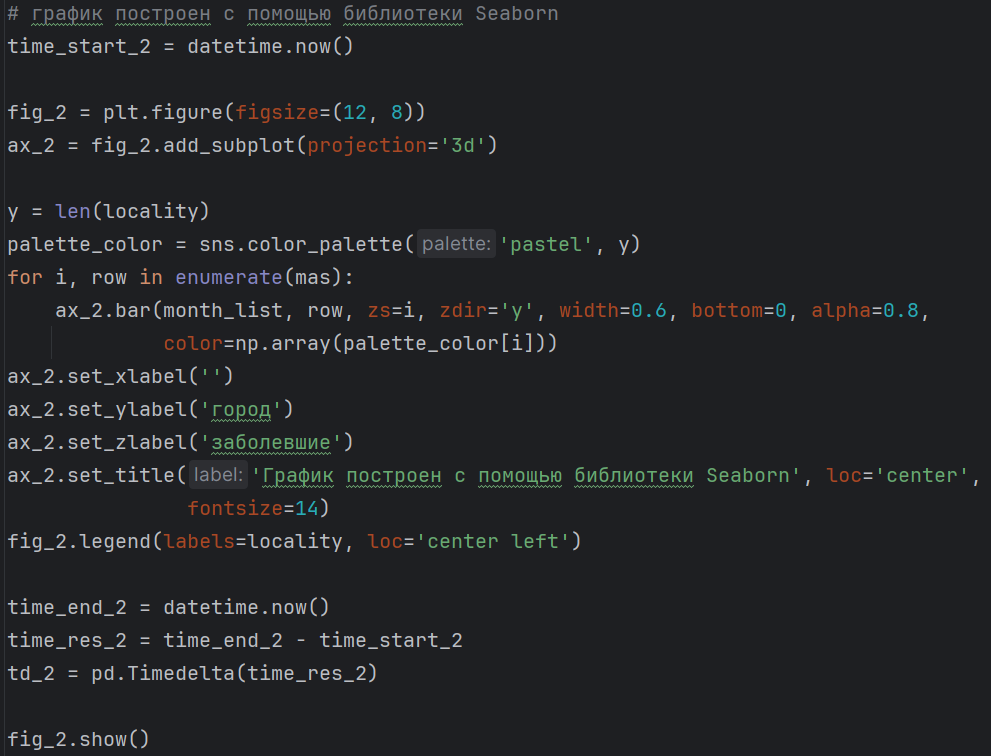 # график построен с помощью библиотеки Seaborn
time_start_2 = datetime.now()
fig_2 = plt.figure(figsize=(12, 8))
ax_2 = fig_2.add_subplot(projection='3d')
y = len(locality)
palette_color = sns.color_palette( palette: 'pastel', y)
for i, row in enumerate(mas):
    ax_2.bar(month_list, row, zs=i, zdir='y', width=0.6, bottom=0, alpha=0.8,
             color=np.array(palette_color[i]))
ax_2.set_xlabel('')
ax_2.set_ylabel('город')
ax_2.set_zlabel('заболевшие')
ax_2.set_title( label: 'График построен с помощью библиотеки Seaborn', loc='center',
               fontsize=14)
fig_2.legend(labels=locality, loc='center left')
time_end_2 = datetime.now()
time_res_2 = time_end_2 - time_start_2
td_2 = pd.Timedelta(time_res_2)
fig_2.show()